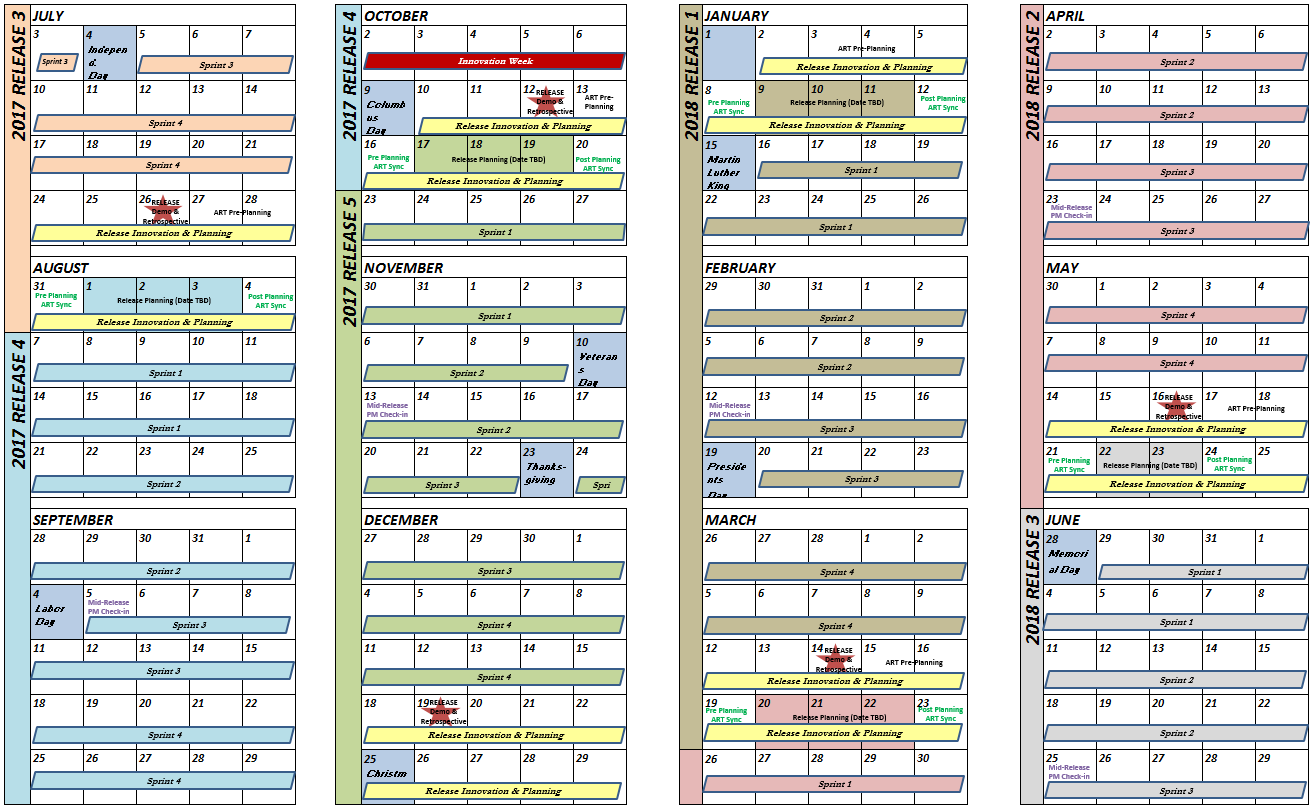 2017 RELEASE 3
2017 RELEASE 4
JULY
3 4 5 6 7
Indepen
d.
Day
Sprint 3
Sprint 3
10 11 12 13 14
Sprint 4
17 18 19 20 21
Sprint 4
24 25 26 27 28
RELEASE
Demo &
Retrospective
ART Pre-Planning
Release Innovation & Planning
AUGUST
31 1 2 3 4
Pre Planning
ART Sync
Release Planning (Date TBD)
Post Planning
ART Sync
Release Innovation & Planning
7 8 9 10 11
Sprint 1
14 15 16 17 18
Sprint 1
21 22 23 24 25
Sprint 2
SEPTEMBER
28 29 30 31 1
Sprint 2
4 5 6 7 8
Labor
Day
Mid-Release
PM Check-in
Sprint 3
11 12 13 14 15
Sprint 3
18 19 20 21 22
Sprint 4
25 26 27 28 29
Sprint 4
2017 RELEASE 4
2017 RELEASE 5
OCTOBER
2 3 4 5 6
Innovation Week
9 10 11 12 13
Columb
us
Day
RELEASE
Demo &
Retrospective
ART Pre-
Planning
Release Innovation & Planning
16 17 18 19 20
Pre Planning
ART Sync
Release Planning (Date TBD)
Post Planning
ART Sync
Release Innovation & Planning
23 24 25 26 27
Sprint 1
NOVEMBER
30 31 1 2 3
Sprint 1
6 7 8 9 10
Veteran
s
Day
Sprint 2
13 14 15 16 17
Mid-Release
PM Check-in
Sprint 2
20 21 22 23 24
Thanks-
giving
Sprint 3
Spri
DECEMBER
27 28 29 30 1
Sprint 3
4 5 6 7 8
Sprint 4
11 12 13 14 15
Sprint 4
18 19 20 21 22
RELEASE
Demo &
Retrospective
Release Innovation & Planning
25 26 27 28 29
Christm
Release Innovation & Planning
2018 RELEASE 1
JANUARY
1 2 3 4 5
ART Pre-Planning
Release Innovation & Planning
8 9 10 11 12
Pre Planning
ART Sync
Release Planning (Date TBD)
Post Planning
ART Sync
Release Innovation & Planning
15 16 17 18 19
Martin
Luther
King
Sprint 1
22 23 24 25 26
Sprint 1
FEBRUARY
29 30 31 1 2
Sprint 2
5 6 7 8 9
Sprint 2
12 13 14 15 16
Mid-Release
PM Check-in
Sprint 3
19 20 21 22 23
Preside
nts
Day
Sprint 3
MARCH
26 27 28 1 2
Sprint 4
5 6 7 8 9
Sprint 4
12 13 14 15 16
RELEASE
Demo &
Retrospective
ART Pre-Planning
Release Innovation & Planning
19 20 21 22 23
Pre Planning
ART Sync
Release Planning (Date TBD)
Post Planning
ART Sync
Release Innovation & Planning
26 27 28 29 30
Sprint 1
2018 RELEASE 2
2018 RELEASE 3
APRIL
2 3 4 5 6
Sprint 2
9 10 11 12 13
Sprint 2
16 17 18 19 20
Sprint 3
23 24 25 26 27
Mid-Release
PM Check-in
Sprint 3
MAY
30 1 2 3 4
Sprint 4
7 8 9 10 11
Sprint 4
14 15 16 17 18
RELEASE
Demo &
Retrospective
ART Pre-Planning
Release Innovation & Planning
21 22 23 24 25
Pre Planning
ART Sync
Release Planning (Date TBD)
Post Planning
ART Sync
Release Innovation & Planning
JUNE
28 29 30 31 1
Memori
al Day
Sprint 1
4 5 6 7 8
Sprint 1
11 12 13 14 15
Sprint 2
18 19 20 21 22
Sprint 2
25 26 27 28 29
Mid-Release
PM Check-in
Sprint 3